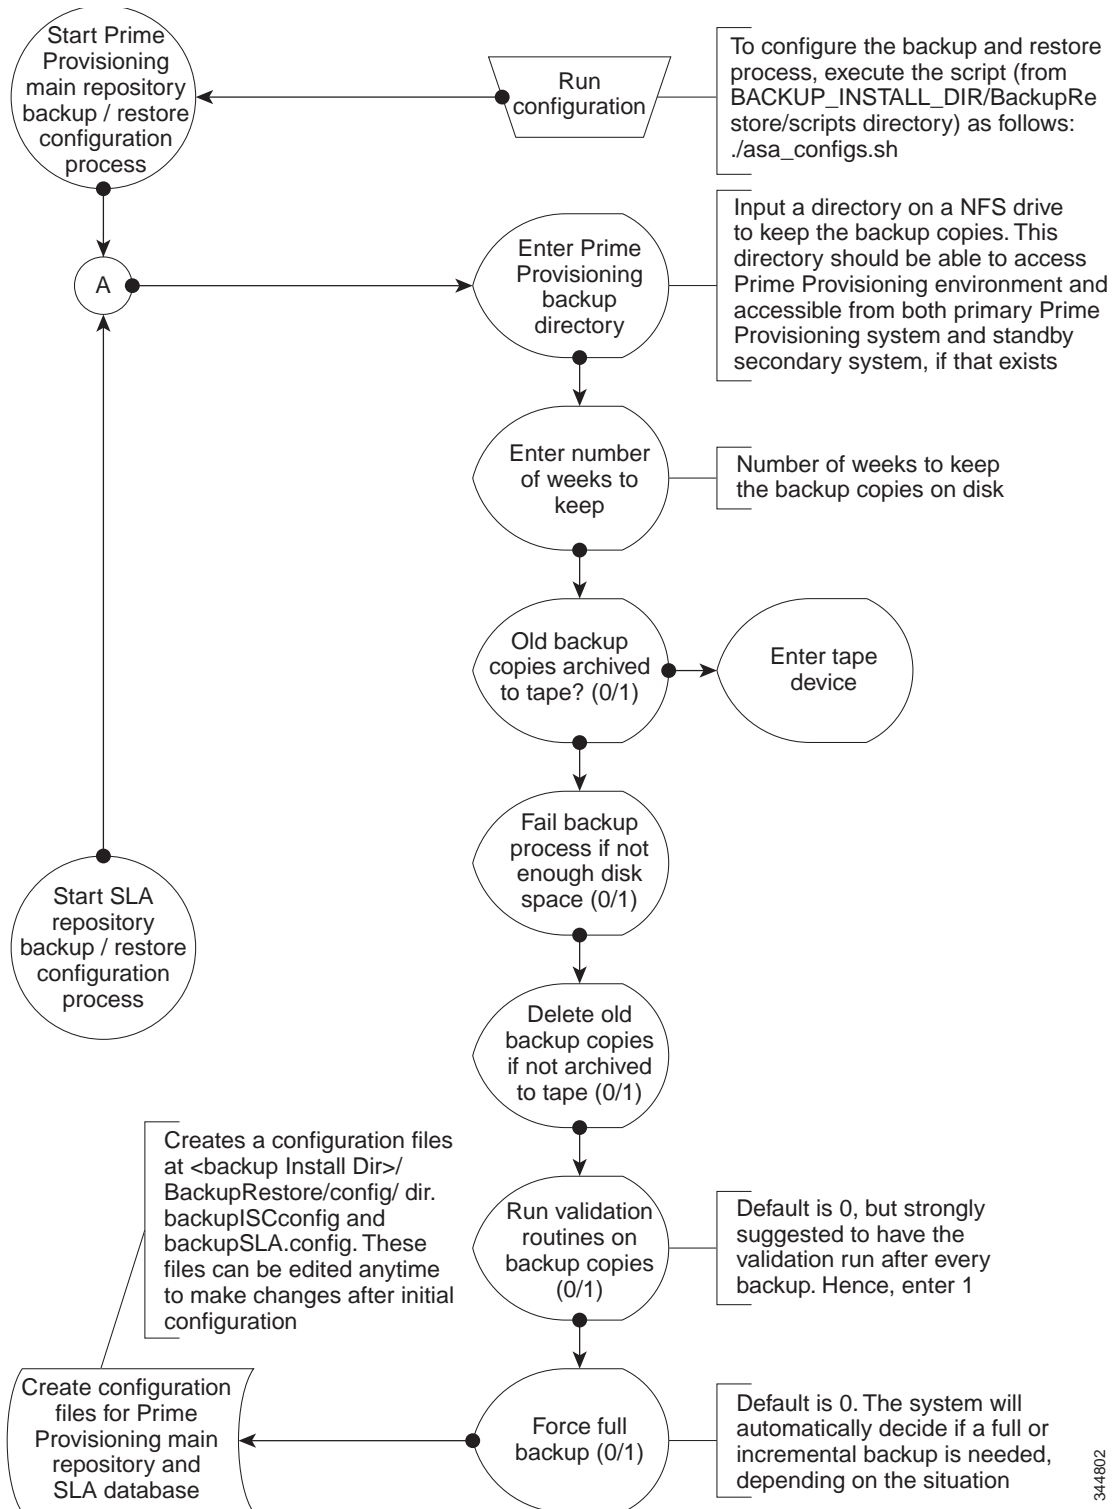 Start Prime
Provisioning
main repository
backup / restore
configuration
process
Run
configuration
To configure the backup and restore
process, execute the script (from
BACKUP_INSTALL_DIR/BackupRe
store/scripts directory) as follows:
./asa_configs.sh
A
Enter Prime
Provisioning
backup
directory
Input a directory on a NFS drive
to keep the backup copies. This
directory should be able to access
Prime Provisioning environment and
accessible from both primary Prime
Provisioning system and standby
secondary system, if that exists
Enter number
of weeks to
keep
Number of weeks to keep
the backup copies on disk
Old backup
copies archived
to tape? (0/1)
Enter tape
device
Fail backup
process if not
enough disk
space (0/1)
Start SLA
repository
backup / restore
configuration
process
Delete old
backup copies
if not archived
to tape (0/1)
Creates a configuration files
at <backup Install Dir>/
BackupRestore/config/ dir.
backupISCconfig and
backupSLA.config. These
files can be edited anytime
to make changes after initial
configuration
Run validation
routines on
backup copies
(0/1)
Default is 0, but strongly
suggested to have the
validation run after every
backup. Hence, enter 1
Create configuration
files for Prime
Provisioning main
repository and
SLA database
Force full
backup (0/1)
Default is 0. The system will
automatically decide if a full or
incremental backup is needed,
depending on the situation
344802